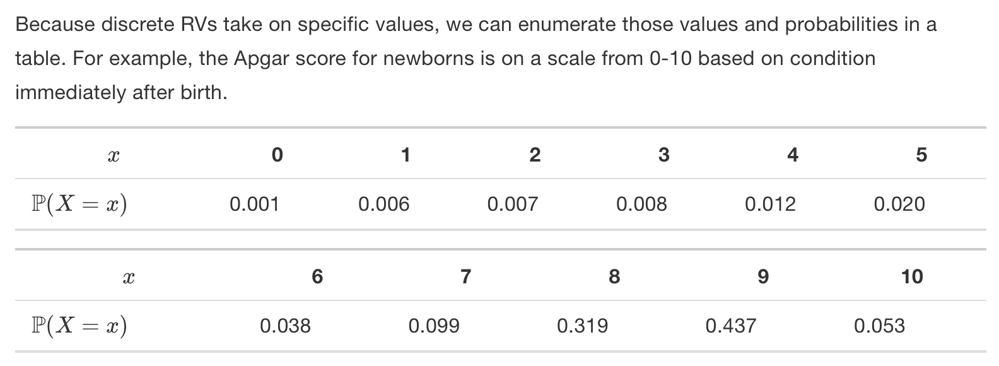 Because discrete RVs take on specific values, we can enumerate those values and probabilities in a
table. For example, the Apgar score for newborns is on a scale from 0-10 based on condition
immediately after birth.
x 0 1 2 3 4 5
ℙ(X = x) 0.001 0.006 0.007 0.008 0.012 0.020
x 6 7 8 9 10
ℙ(X = x) 0.038 0.099 0.319 0.437 0.053